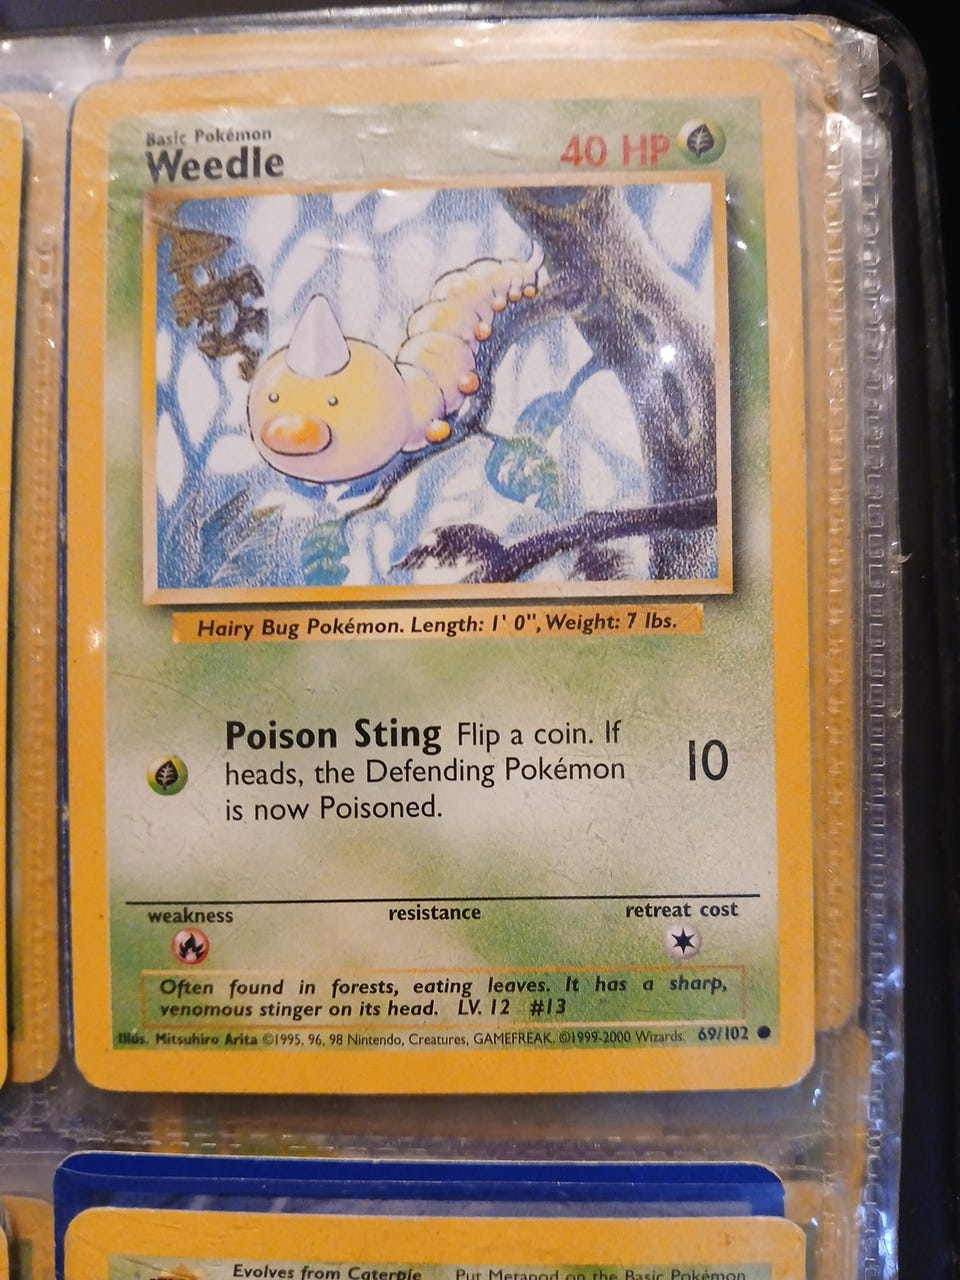 Basic Pokémon
Weedle
40 HP
Hairy Bug Pokémon. Length: 1' 0", Weight: 7 lbs.
Poison Sting Flip a coin. If
heads, the Defending Pokémon
is now Poisoned.
10
weakness
resistance
retreat cost
Often found in forests, eating leaves. It has a sharp,
venomous stinger on its head. LV. 12 #13
Illus. Mitsuhiro Arita ©1995, 96, 98 Nintendo, Creatures, GAMEFREAK. ©1999-2000 Wizards. 69/102
Evolves from Caterpie
Put Metapod on the Basic Pokémon